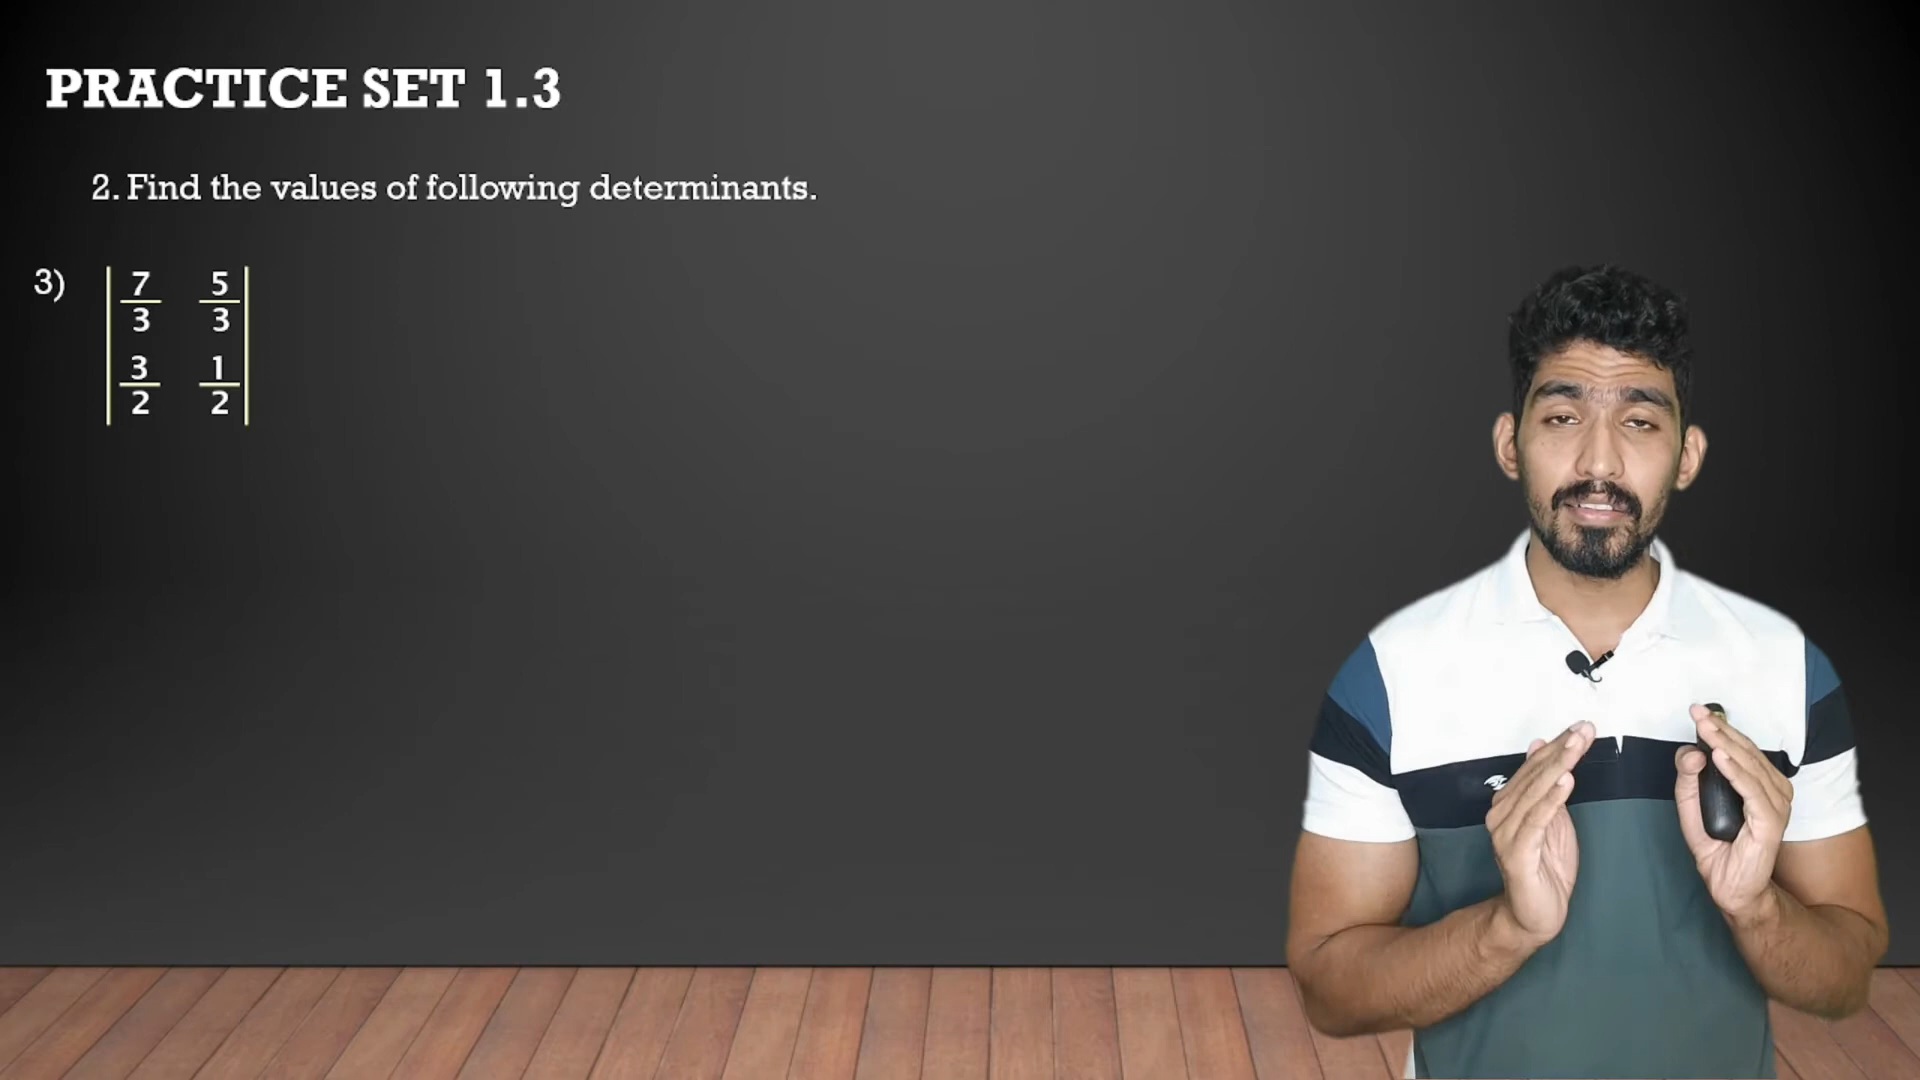 PRACTICE SET 1.3
2. Find the values of following determinants.
3) | 7/3 5/3 |
| 3/2 1/2 |